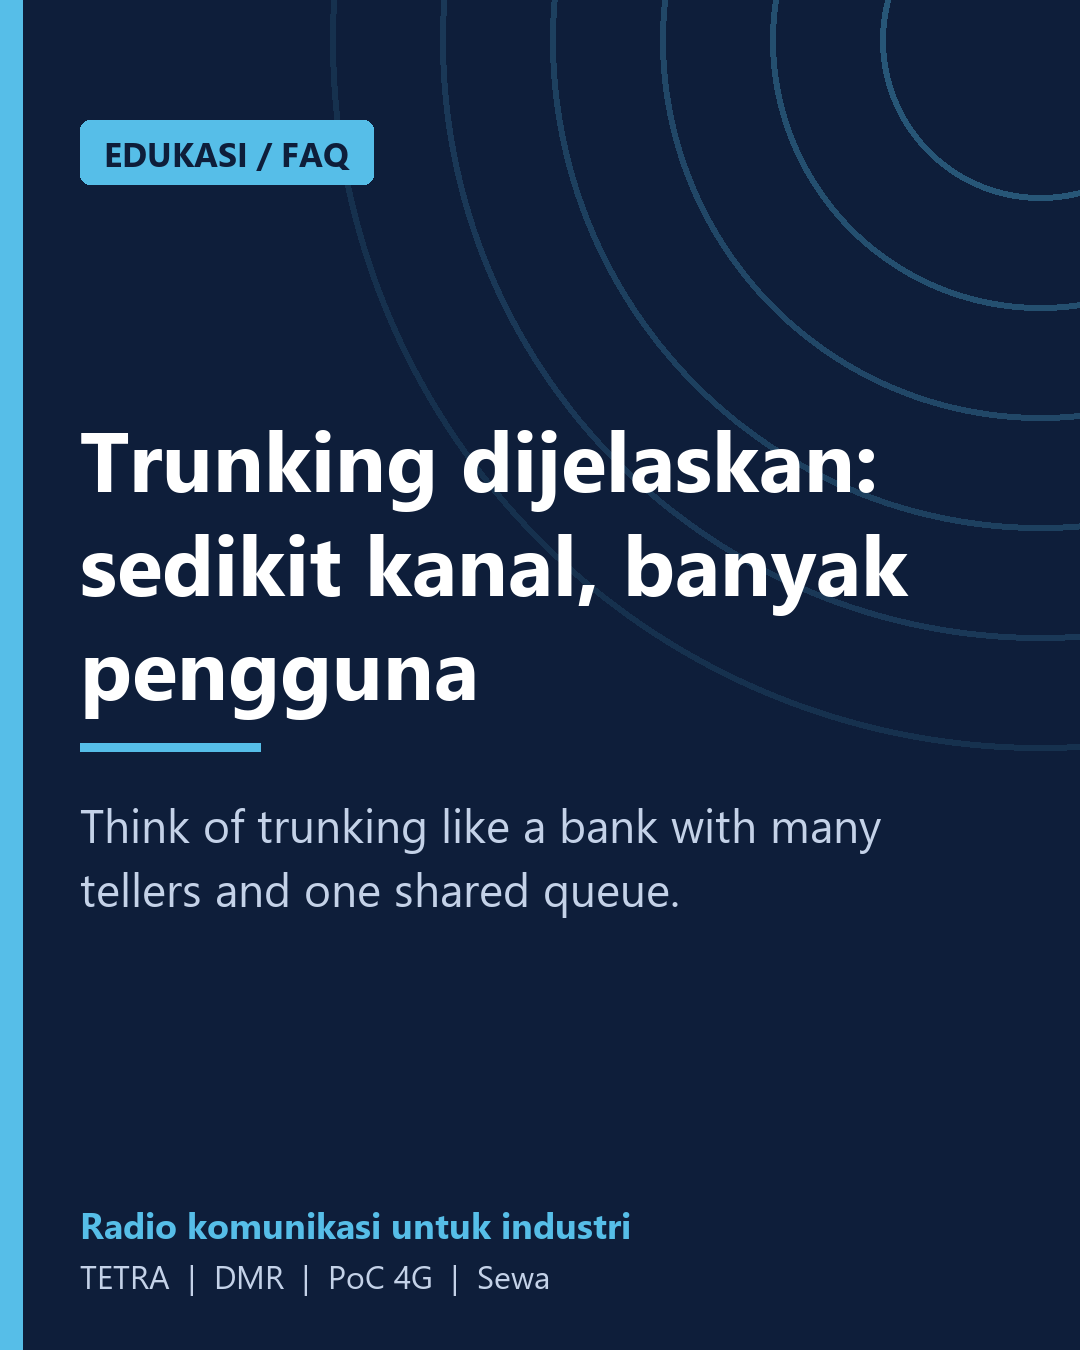 EDUKASI / FAQ
Trunking dijelaskan:
sedikit kanal, banyak
pengguna
Think of trunking like a bank with many
tellers and one shared queue.
Radio komunikasi untuk industri
TETRA | DMR | PoC 4G | Sewa